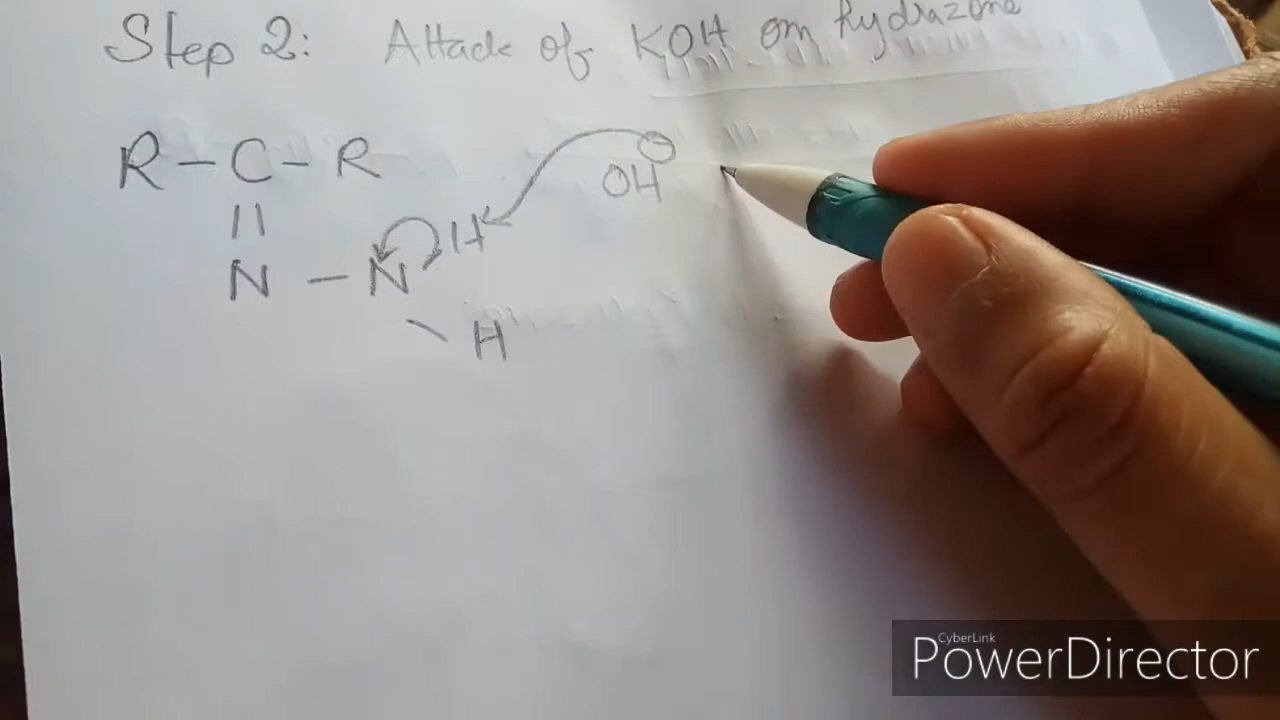 Step 2: Attack of KOH on hydrazone
R - C - R
OH
||
H
N - N
H
CyberLink
PowerDirector